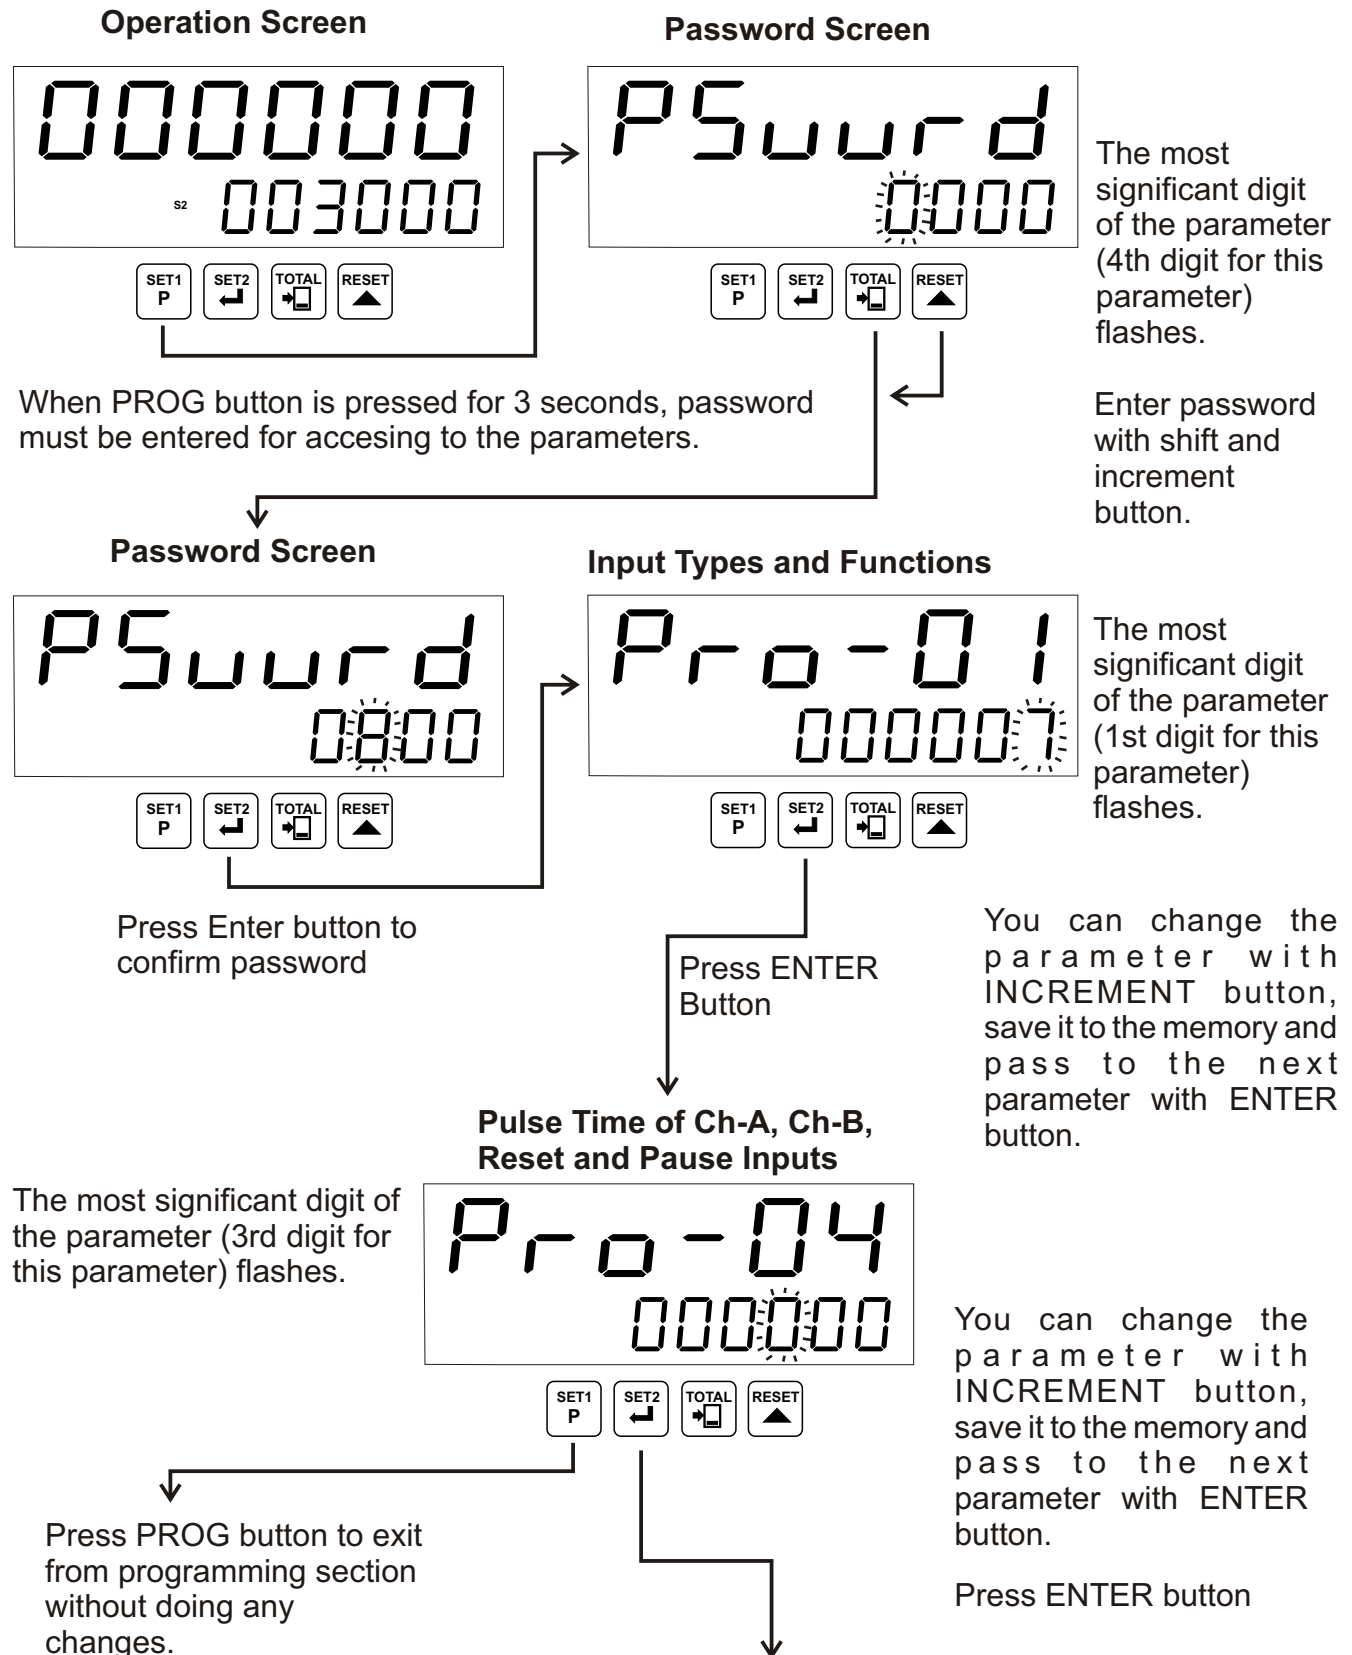 Operation Screen
000000
S2 003000
SET1 P SET2 TOTAL RESET
Password Screen
PSuurd
0000
SET1 P SET2 TOTAL RESET
The most
significant digit
of the parameter
(4th digit for this
parameter)
flashes.
When PROG button is pressed for 3 seconds, password
must be entered for accesing to the parameters.
Enter password
with shift and
increment
button.
Password Screen
PSuurd
0800
SET1 P SET2 TOTAL RESET
Input Types and Functions
Pro-01
000007
SET1 P SET2 TOTAL RESET
The most
significant digit
of the parameter
(1st digit for this
parameter)
flashes.
Press Enter button to
confirm password
Press ENTER
Button
You can change the
parameter with
INCREMENT button,
save it to the memory and
pass to the next
parameter with ENTER
button.
Pulse Time of Ch-A, Ch-B,
Reset and Pause Inputs
The most significant digit of
the parameter (3rd digit for
this parameter) flashes.
Pro-04
000000
SET1 P SET2 TOTAL RESET
You can change the
parameter with
INCREMENT button,
save it to the memory and
pass to the next
parameter with ENTER
button.
Press ENTER button
Press PROG button to exit
from programming section
without doing any
changes.